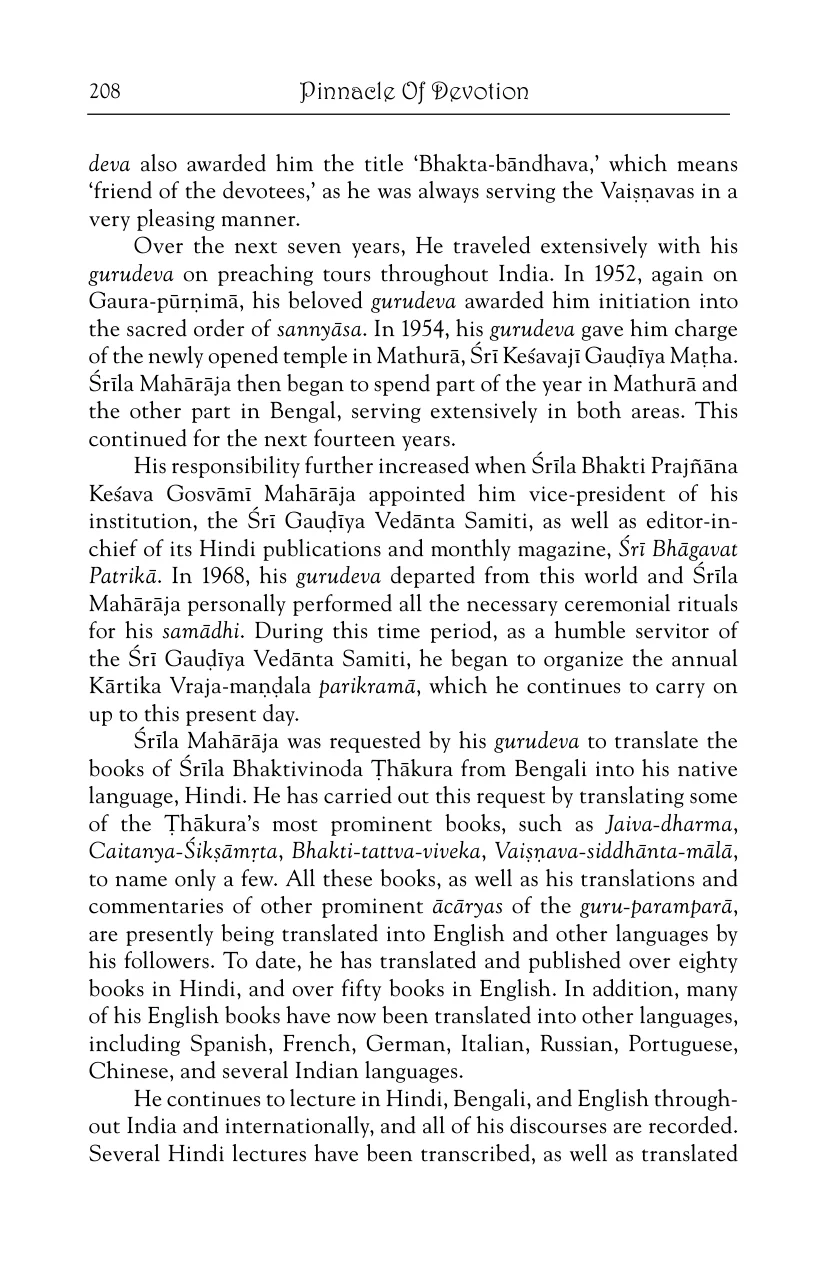 208 Pinnacle Of Devotion
deva also awarded him the title ‘Bhakta-bāndhava,’ which means
‘friend of the devotees,’ as he was always serving the Vaiṣṇavas in a
very pleasing manner.
Over the next seven years, He traveled extensively with his
gurudeva on preaching tours throughout India. In 1952, again on
Gaura-pūrṇimā, his beloved gurudeva awarded him initiation into
the sacred order of sannyāsa. In 1954, his gurudeva gave him charge
of the newly opened temple in Mathurā, Śrī Keśavajī Gauḍīya Maṭha.
Śrīla Mahārāja then began to spend part of the year in Mathurā and
the other part in Bengal, serving extensively in both areas. This
continued for the next fourteen years.
His responsibility further increased when Śrīla Bhakti Prajñāna
Keśava Gosvāmī Mahārāja appointed him vice-president of his
institution, the Śrī Gauḍīya Vedānta Samiti, as well as editor-in-
chief of its Hindi publications and monthly magazine, Śrī Bhāgavat
Patrikā. In 1968, his gurudeva departed from this world and Śrīla
Mahārāja personally performed all the necessary ceremonial rituals
for his samādhi. During this time period, as a humble servitor of
the Śrī Gauḍīya Vedānta Samiti, he began to organize the annual
Kārtika Vraja-maṇḍala parikramā, which he continues to carry on
up to this present day.
Śrīla Mahārāja was requested by his gurudeva to translate the
books of Śrīla Bhaktivinoda Ṭhākura from Bengali into his native
language, Hindi. He has carried out this request by translating some
of the Ṭhākura’s most prominent books, such as Jaiva-dharma,
Caitanya-Śikṣāmṛta, Bhakti-tattva-viveka, Vaiṣṇava-siddhānta-mālā,
to name only a few. All these books, as well as his translations and
commentaries of other prominent ācāryas of the guru-paramparā,
are presently being translated into English and other languages by
his followers. To date, he has translated and published over eighty
books in Hindi, and over fifty books in English. In addition, many
of his English books have now been translated into other languages,
including Spanish, French, German, Italian, Russian, Portuguese,
Chinese, and several Indian languages.
He continues to lecture in Hindi, Bengali, and English through-
out India and internationally, and all of his discourses are recorded.
Several Hindi lectures have been transcribed, as well as translated